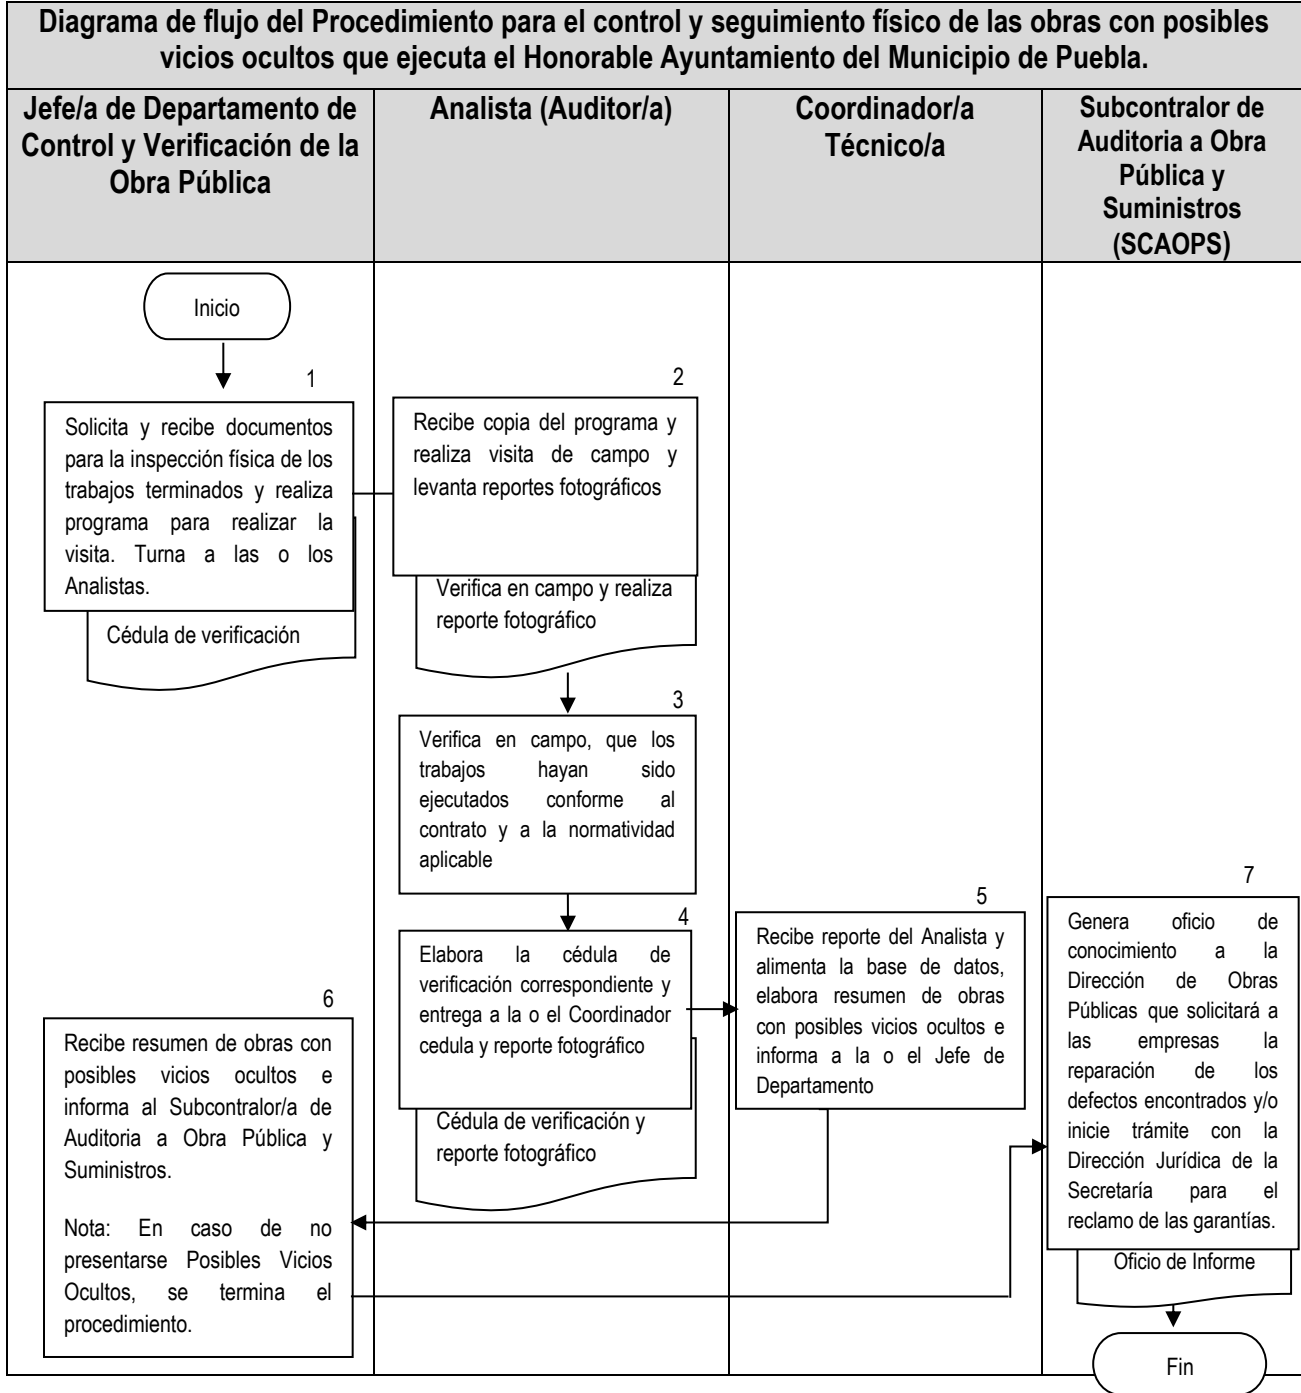 Diagrama de flujo del Procedimiento para el control y seguimiento físico de las obras con posibles
vicios ocultos que ejecuta el Honorable Ayuntamiento del Municipio de Puebla.
Jefe/a de Departamento de
Control y Verificación de la
Obra Pública
Analista (Auditor/a)
Coordinador/a
Técnico/a
Subcontralor de
Auditoria a Obra
Pública y
Suministros
(SCAOPS)
Inicio
1
Solicita y recibe documentos
para la inspección física de los
trabajos terminados y realiza
programa para realizar la
visita. Turna a las o los
Analistas.
Cédula de verificación
2
Recibe copia del programa y
realiza visita de campo y
levanta reportes fotográficos
Verifica en campo y realiza
reporte fotográfico
3
Verifica en campo, que los
trabajos hayan sido
ejecutados conforme al
contrato y a la normatividad
aplicable
4
Elabora la cédula de
verificación correspondiente y
entrega a la o el Coordinador
cedula y reporte fotográfico
Cédula de verificación y
reporte fotográfico
5
Recibe reporte del Analista y
alimenta la base de datos,
elabora resumen de obras
con posibles vicios ocultos e
informa a la o el Jefe de
Departamento
6
Recibe resumen de obras con
posibles vicios ocultos e
informa al Subcontralor/a de
Auditoria a Obra Pública y
Suministros.
Nota: En caso de no
presentarse Posibles Vicios
Ocultos, se termina el
procedimiento.
7
Genera oficio de
conocimiento a la
Dirección de Obras
Públicas que solicitará a
las empresas la
reparación de los
defectos encontrados y/o
inicie trámite con la
Dirección Jurídica de la
Secretaría para el
reclamo de las garantías.
Oficio de Informe
Fin